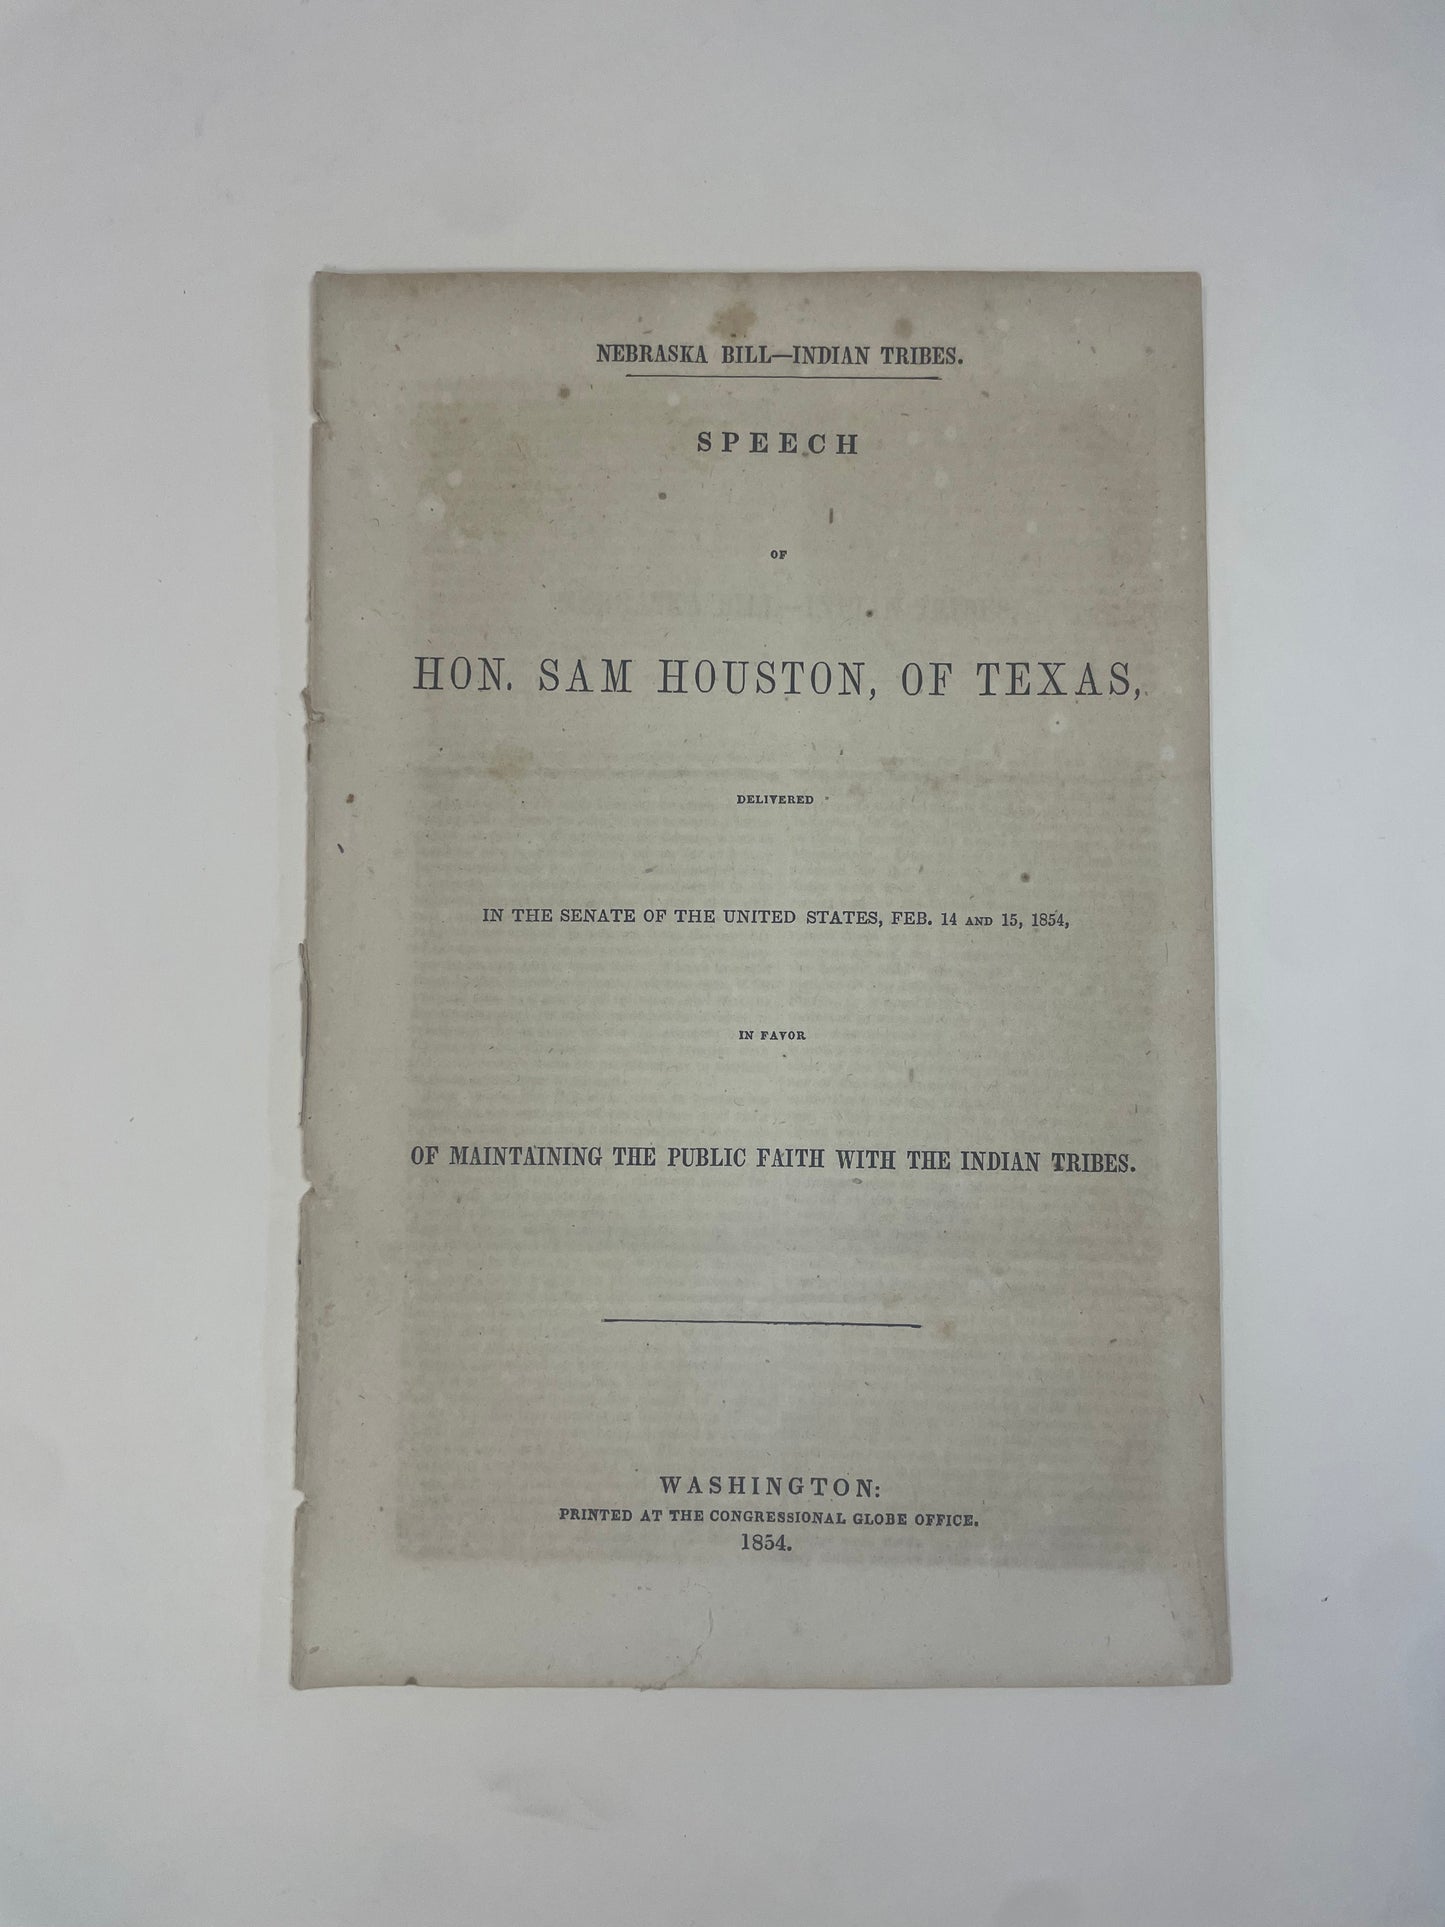 NEBRASKA BILL—INDIAN TRIBES.
SPEECH
OF
HON. SAM HOUSTON, OF TEXAS,
DELIVERED
IN THE SENATE OF THE UNITED STATES, FEB. 14 AND 15, 1854,
IN FAVOR
OF MAINTAINING THE PUBLIC FAITH WITH THE INDIAN TRIBES.
WASHINGTON:
PRINTED AT THE CONGRESSIONAL GLOBE OFFICE.
1854.